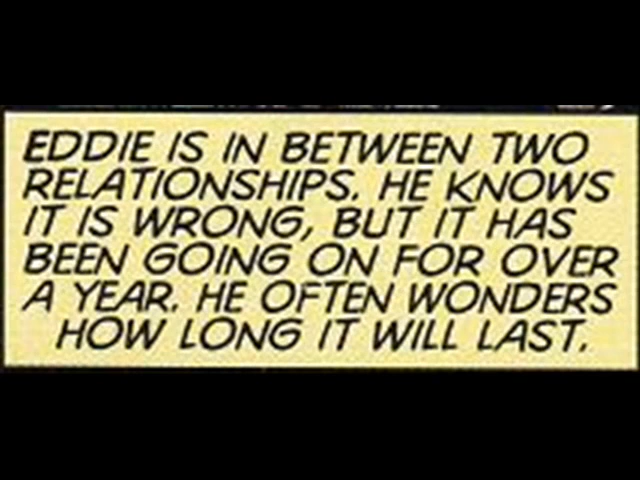 EDDIE IS IN BETWEEN TWO
RELATIONSHIPS. HE KNOWS
IT IS WRONG, BUT IT HAS
BEEN GOING ON FOR OVER
A YEAR. HE OFTEN WONDERS
HOW LONG IT WILL LAST.